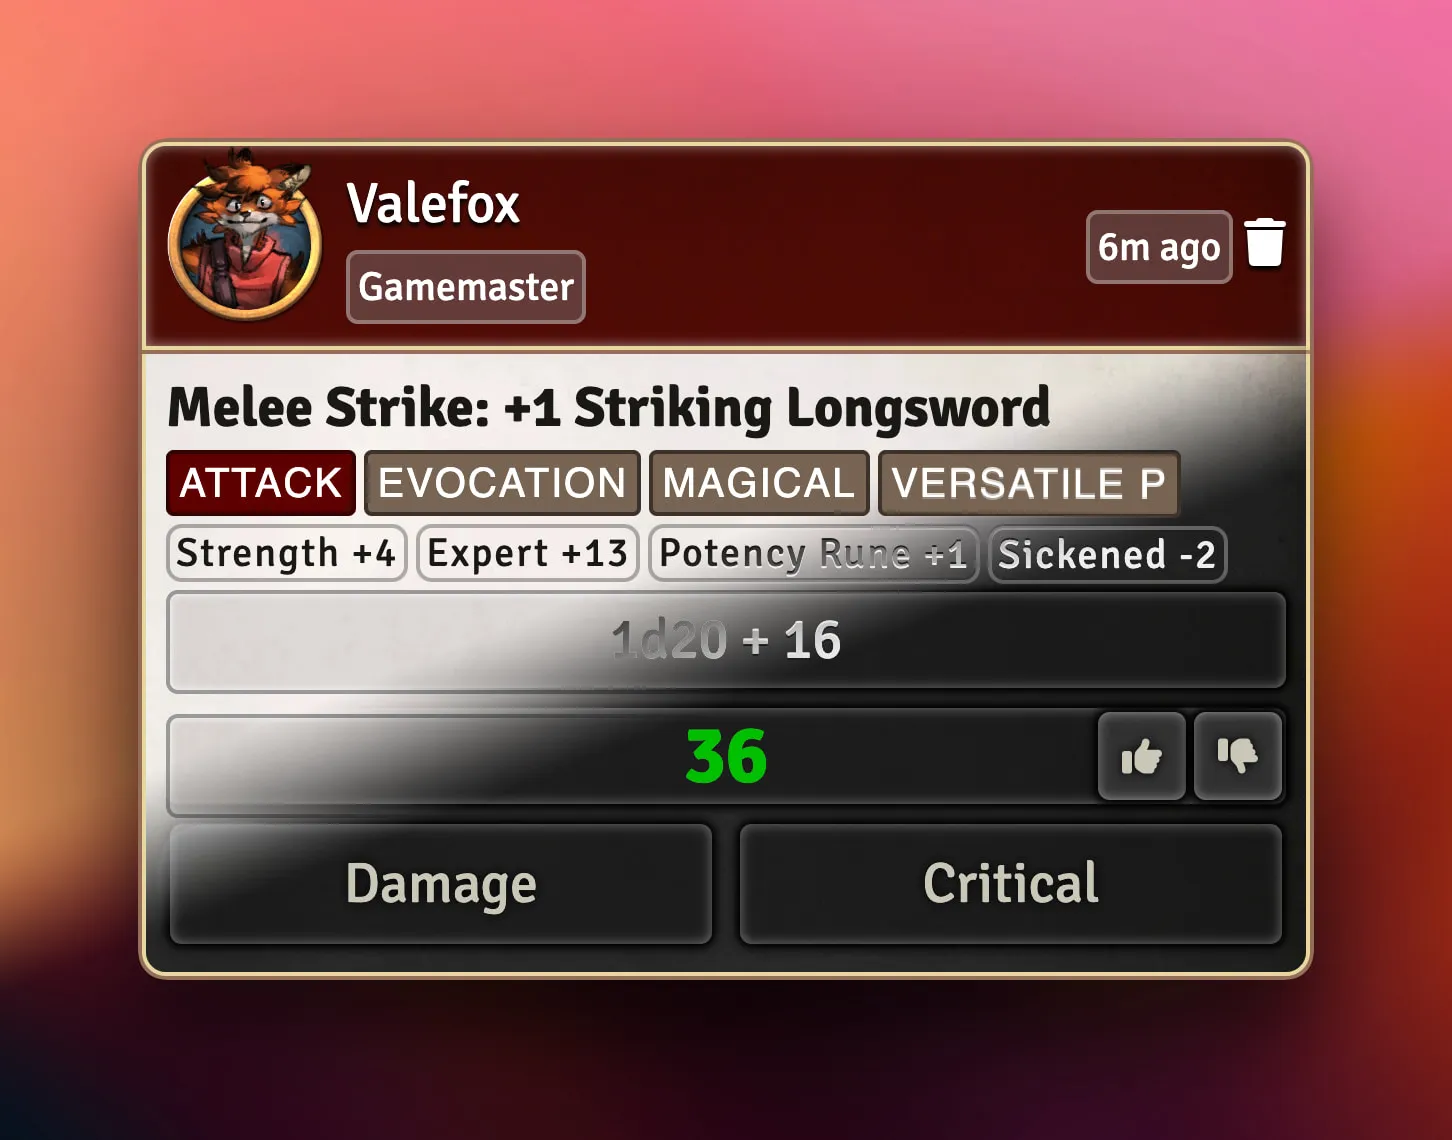 Valefox
Gamemaster
6m ago
Melee Strike: +1 Striking Longsword
ATTACK EVOCATION MAGICAL VERSATILE P
Strength +4 Expert +13 Potency Rune +1 Sickened -2
1d20 + 16
36
Damage Critical